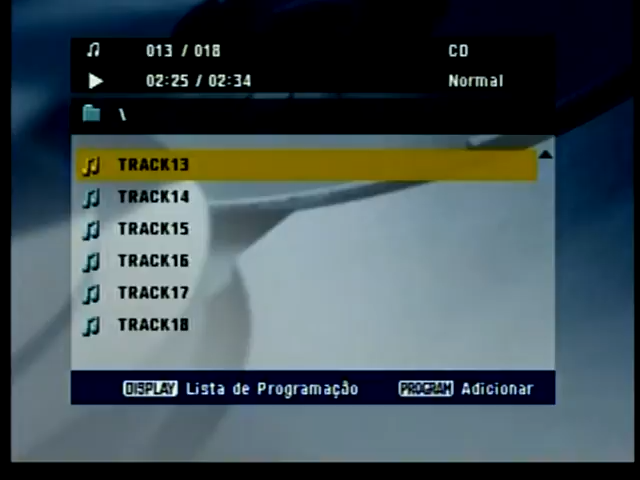 013 / 018 CD
02:25 / 02:34 Normal
\
TRACK13
TRACK14
TRACK15
TRACK16
TRACK17
TRACK18
DISPLAY Lista de Programação PROGRAM Adicionar